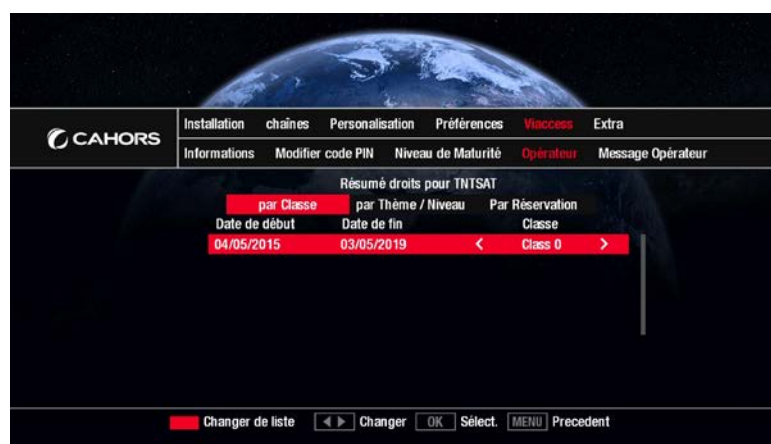 CAHORS
Installation chaînes Personalisation Préférences Viaccess Extra
Informations Modifier code PIN Niveau de Maturité Opérateur Message Opérateur
Résumé droits pour TNTSAT
par Classe par Thème / Niveau Par Réservation
Date de début Date de fin Classe
04/05/2015 03/05/2019 < Class 0 >
Changer de liste Changer OK Sélect. MENU Precedent